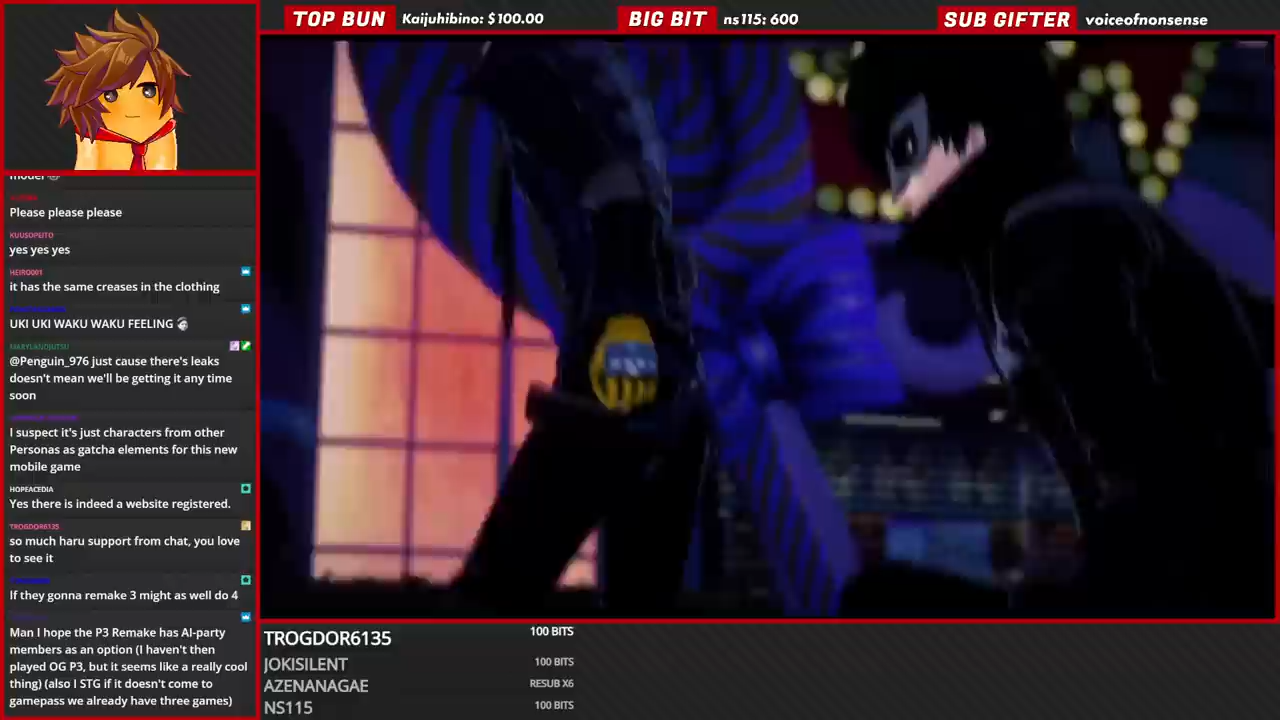 TOP BUN Kaijuhibino: $100.00 BIG BIT ns115: 600 SUB GIFTER voiceofnonsense
Please please please
KUUSOPEITO
yes yes yes
HEIRO001
it has the same creases in the clothing
UKI UKI WAKU WAKU FEELING
MARYLANDJUTSU
@Penguin_976 just cause there's leaks
doesn't mean we'll be getting it any time
soon
I suspect it's just characters from other
Personas as gatcha elements for this new
mobile game
HOPEACEDIA
Yes there is indeed a website registered.
TROGDOR6135
so much haru support from chat, you love
to see it
If they gonna remake 3 might as well do 4
Man I hope the P3 Remake has AI-party
members as an option (I haven't then
played OG P3, but it seems like a really cool
thing) (also I STG if it doesn't come to
gamepass we already have three games)
TROGDOR6135 100 BITS
JOKISILENT 100 BITS
AZENANAGAE RESUB X6
NS115 100 BITS